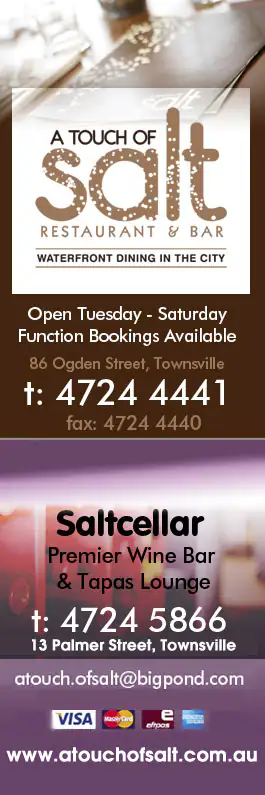 A TOUCH OF
salt
RESTAURANT & BAR
WATERFRONT DINING IN THE CITY
Open Tuesday - Saturday
Function Bookings Available
86 Ogden Street, Townsville
t: 4724 4441
fax: 4724 4440
Saltcellar
Premier Wine Bar
& Tapas Lounge
t: 4724 5866
13 Palmer Street, Townsville
atouch.ofsalt@bigpond.com
VISA MasterCard eftpos
www.atouchofsalt.com.au